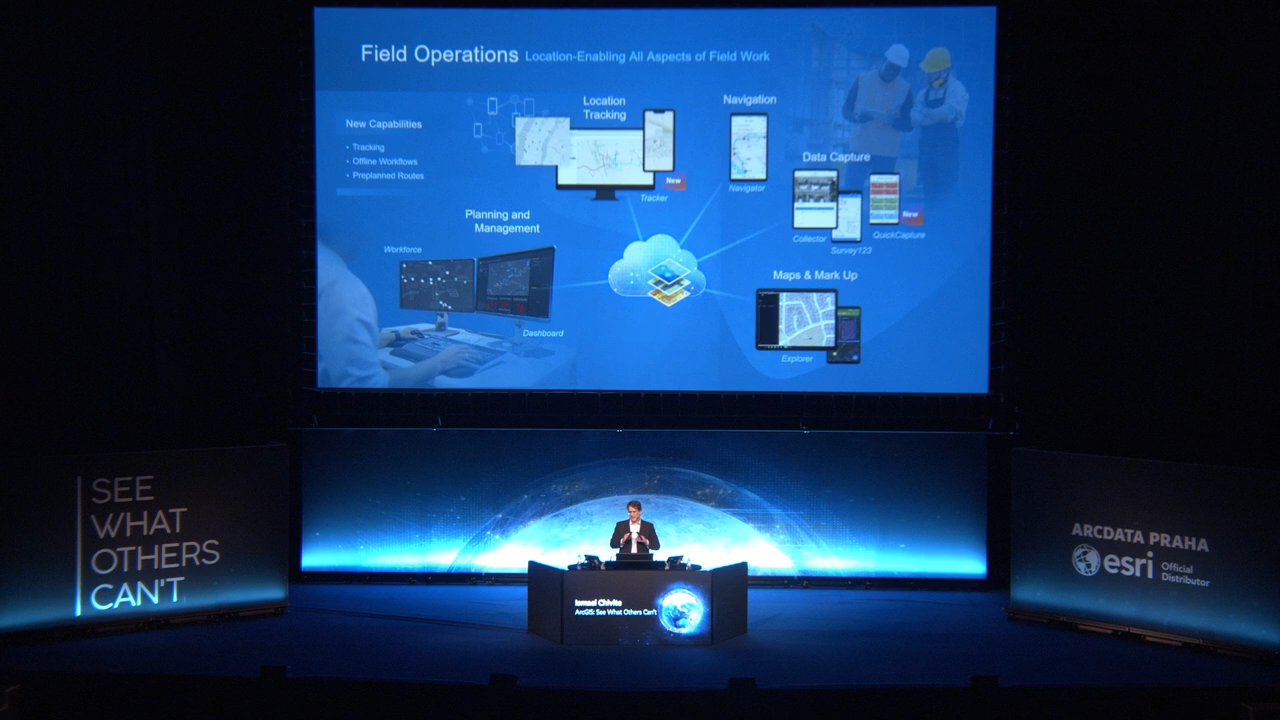 Field Operations Location-Enabling All Aspects of Field Work
New Capabilities
• Tracking
• Offline Workflows
• Preplanned Routes
Location
Tracking
New
Tracker
Navigation
Navigator
Data Capture
Collector
Survey123
New
QuickCapture
Planning and
Management
Workforce
Dashboard
Maps & Mark Up
Explorer
SEE
WHAT
OTHERS
CAN'T
Ismael Chivite
ArcGIS: See What Others Can't
ARCDATA PRAHA
esri Official
Distributor